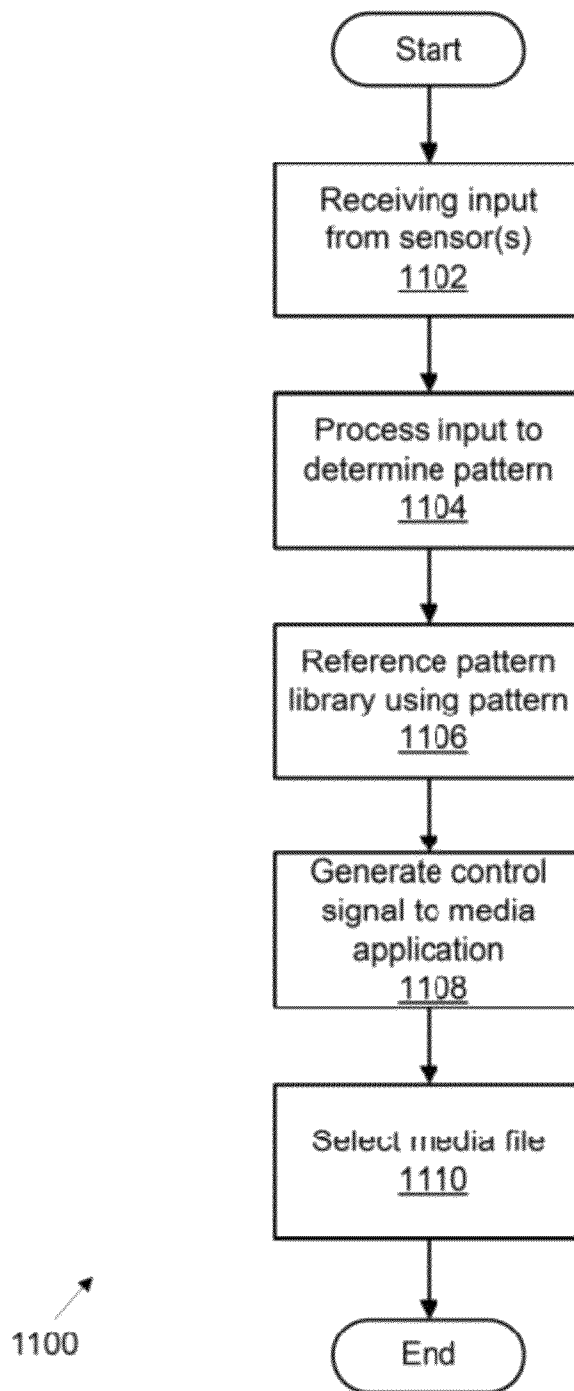 Start
Receiving input
from sensor(s)
1102
Process input to
determine pattern
1104
Reference pattern
library using pattern
1106
Generate control
signal to media
application
1108
Select media file
1110
End
1100